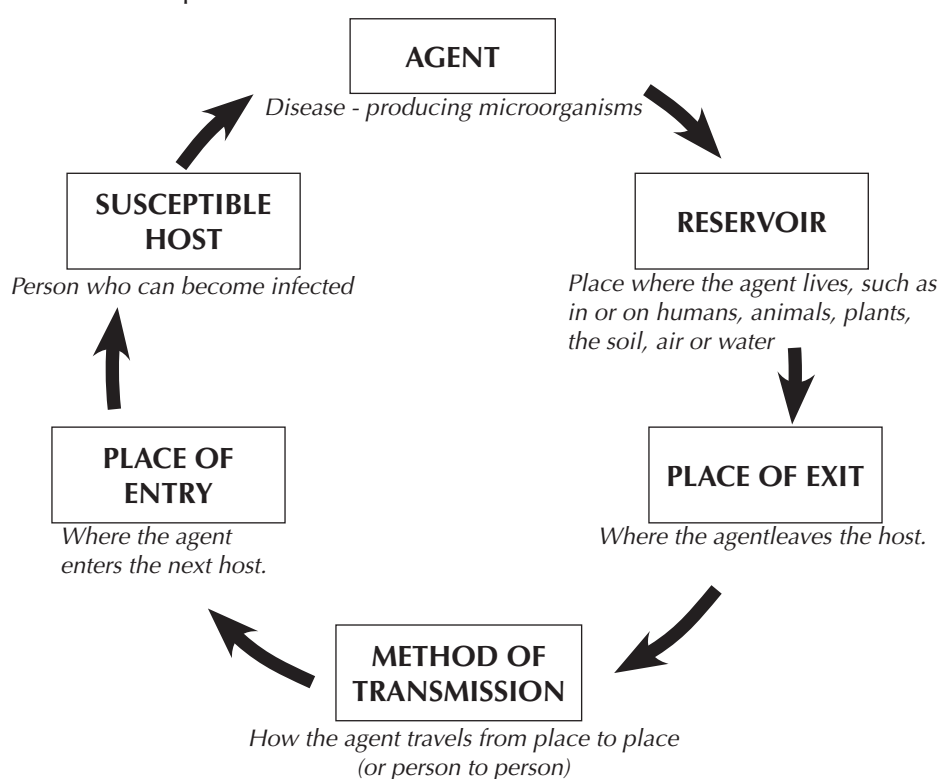 AGENT
Disease - producing microorganisms
RESERVOIR
Place where the agent lives, such as
in or on humans, animals, plants,
the soil, air or water
PLACE OF EXIT
Where the agentleaves the host.
METHOD OF
TRANSMISSION
How the agent travels from place to place
(or person to person)
PLACE OF
ENTRY
Where the agent
enters the next host.
SUSCEPTIBLE
HOST
Person who can become infected